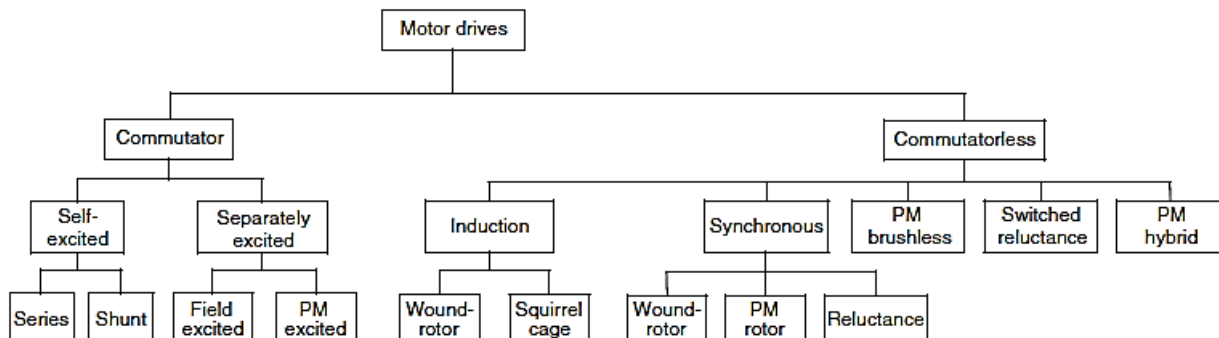 Motor drives
Commutator
Commutatorless
Self-
excited
Separately
excited
Induction
Synchronous
PM
brushless
Switched
reluctance
PM
hybrid
Series
Shunt
Field
excited
PM
excited
Wound-
rotor
Squirrel
cage
Wound-
rotor
PM
rotor
Reluctance